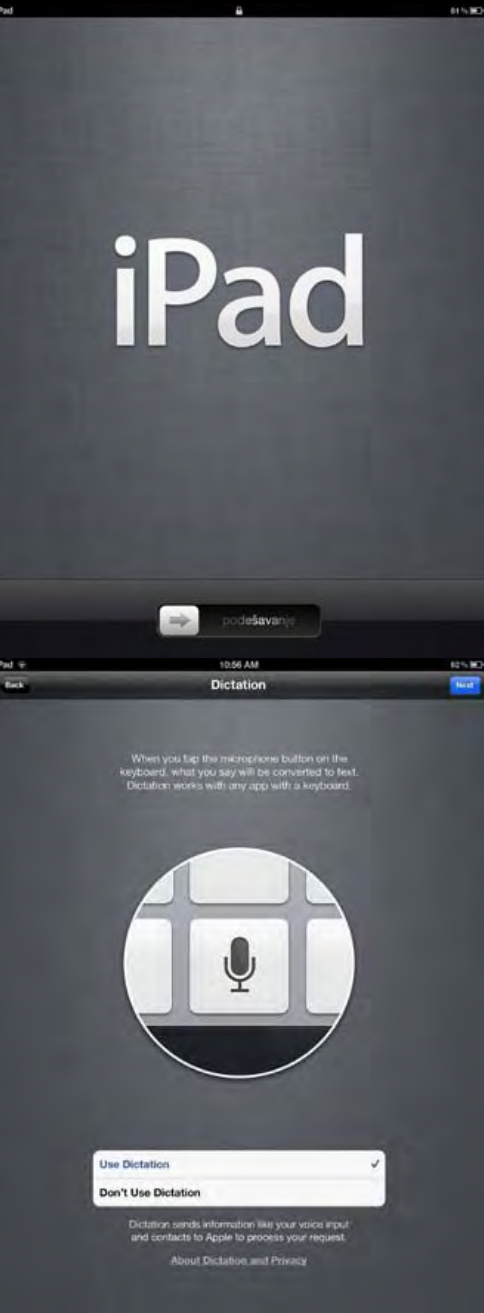 iPad
81%
iPad
podešavanje
iPad
10:56 AM
82%
Back
Dictation
Next
When you tap the microphone button on the
keyboard, what you say will be converted to text.
Dictation works with any app with a keyboard.
Use Dictation
Don't Use Dictation
Dictation sends information like your voice input
and contacts to Apple to process your request.
About Dictation and Privacy